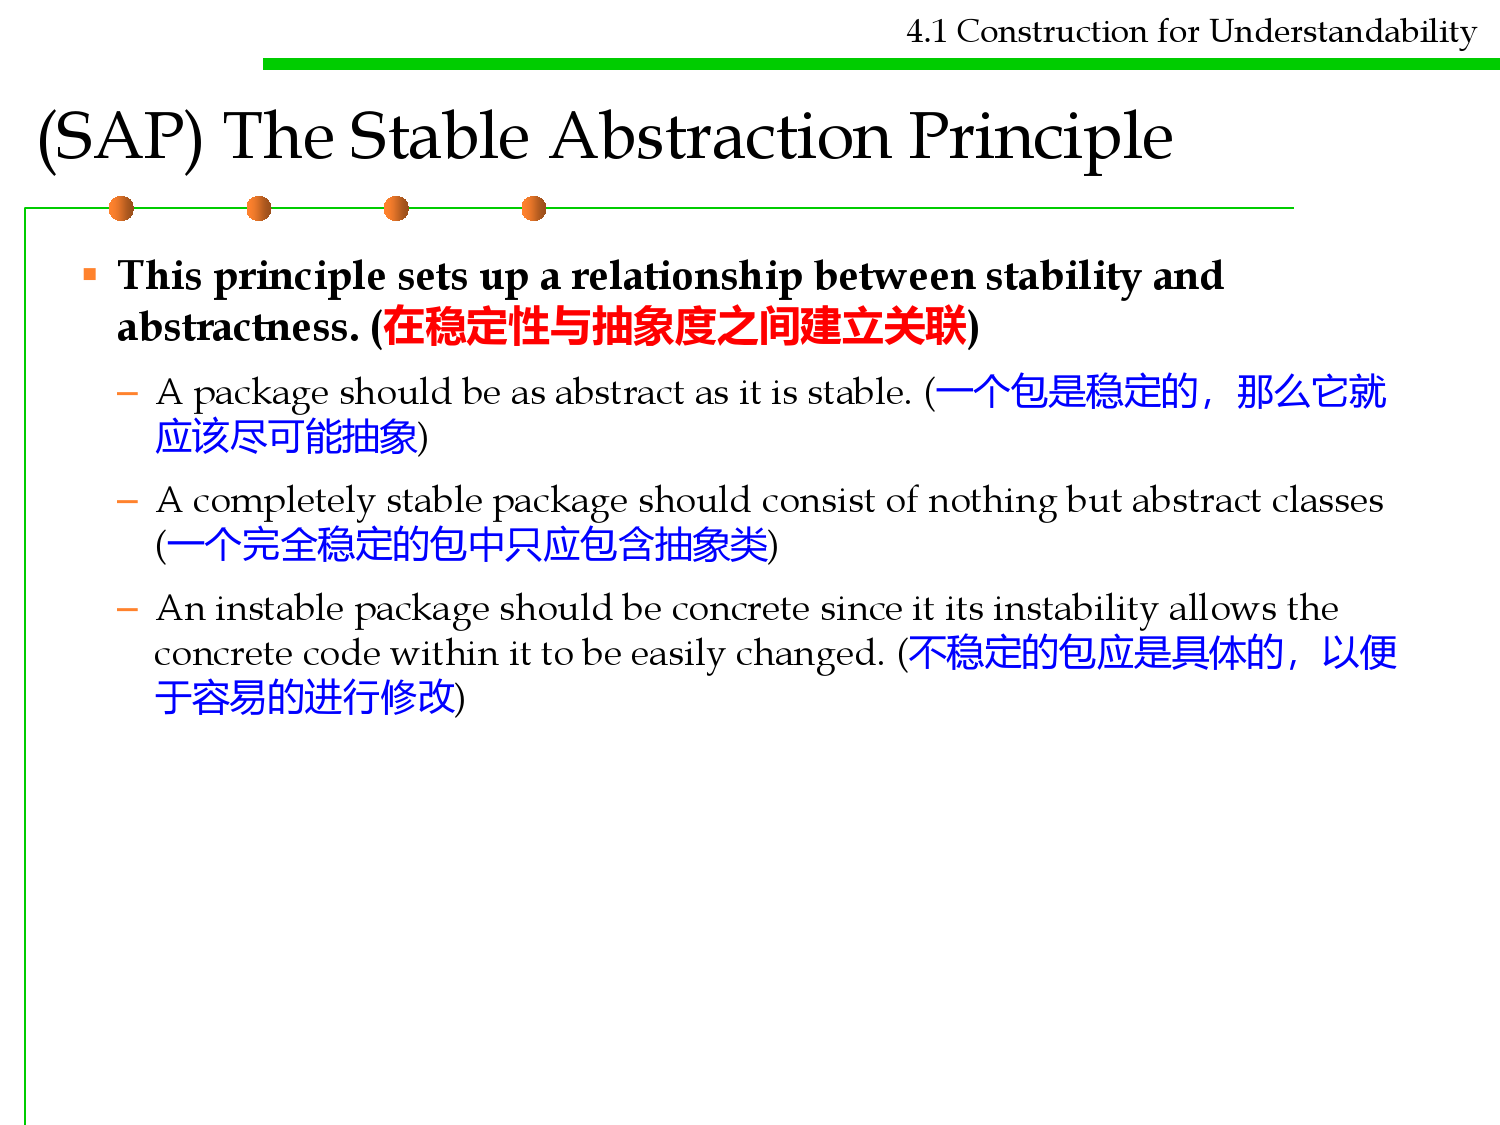 4.1 Construction for Understandability
(SAP) The Stable Abstraction Principle
▪ This principle sets up a relationship between stability and
abstractness. (在稳定性与抽象度之间建立关联)
– A package should be as abstract as it is stable. (一个包是稳定的，那么它就
应该尽可能抽象)
– A completely stable package should consist of nothing but abstract classes
(一个完全稳定的包中只应包含抽象类)
– An instable package should be concrete since it its instability allows the
concrete code within it to be easily changed. (不稳定的包应是具体的，以便
于容易的进行修改)